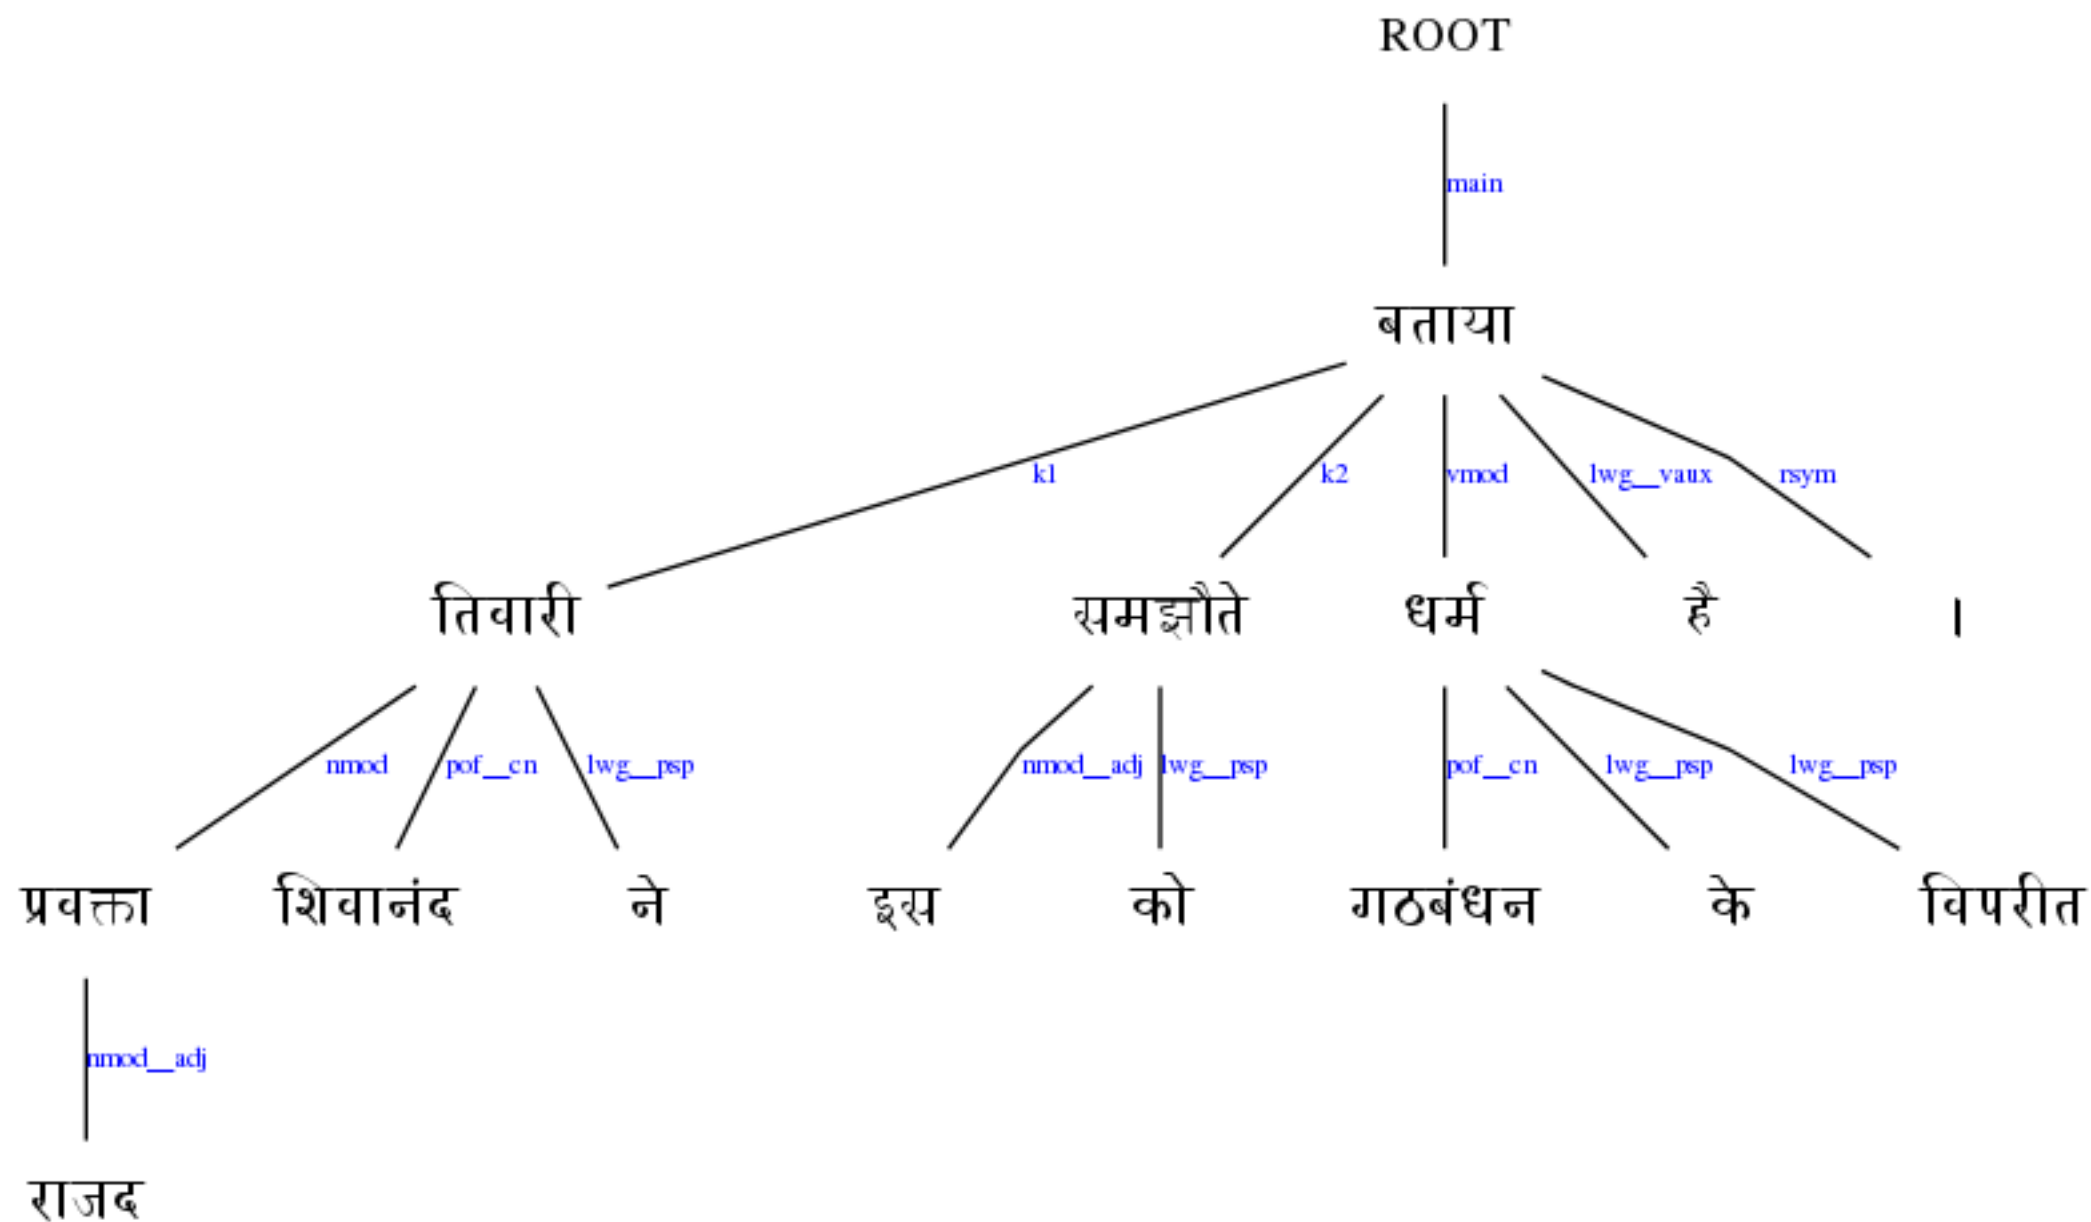 ROOT
main
बताया
k1 k2 vmod lwg__vaux rsym
तिवारी समझौते धर्म है ।
nmod pof__cn lwg__psp nmod__adj lwg__psp pof__cn lwg__psp lwg__psp
प्रवक्ता शिवानंद ने इस को गठबंधन के विपरीत
nmod__adj
राजद